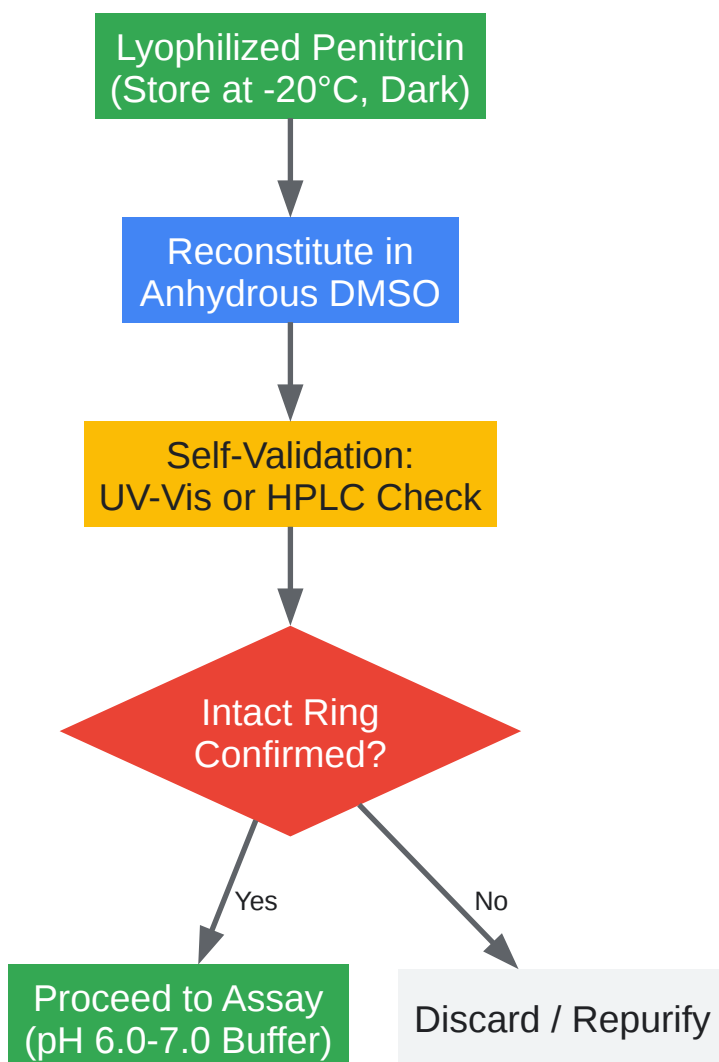 Lyophilized Penitricin
(Store at -20°C, Dark)
Reconstitute in
Anhydrous DMSO
Self-Validation:
UV-Vis or HPLC Check
Intact Ring
Confirmed?
Yes
No
Proceed to Assay
(pH 6.0-7.0 Buffer)
Discard / Repurify